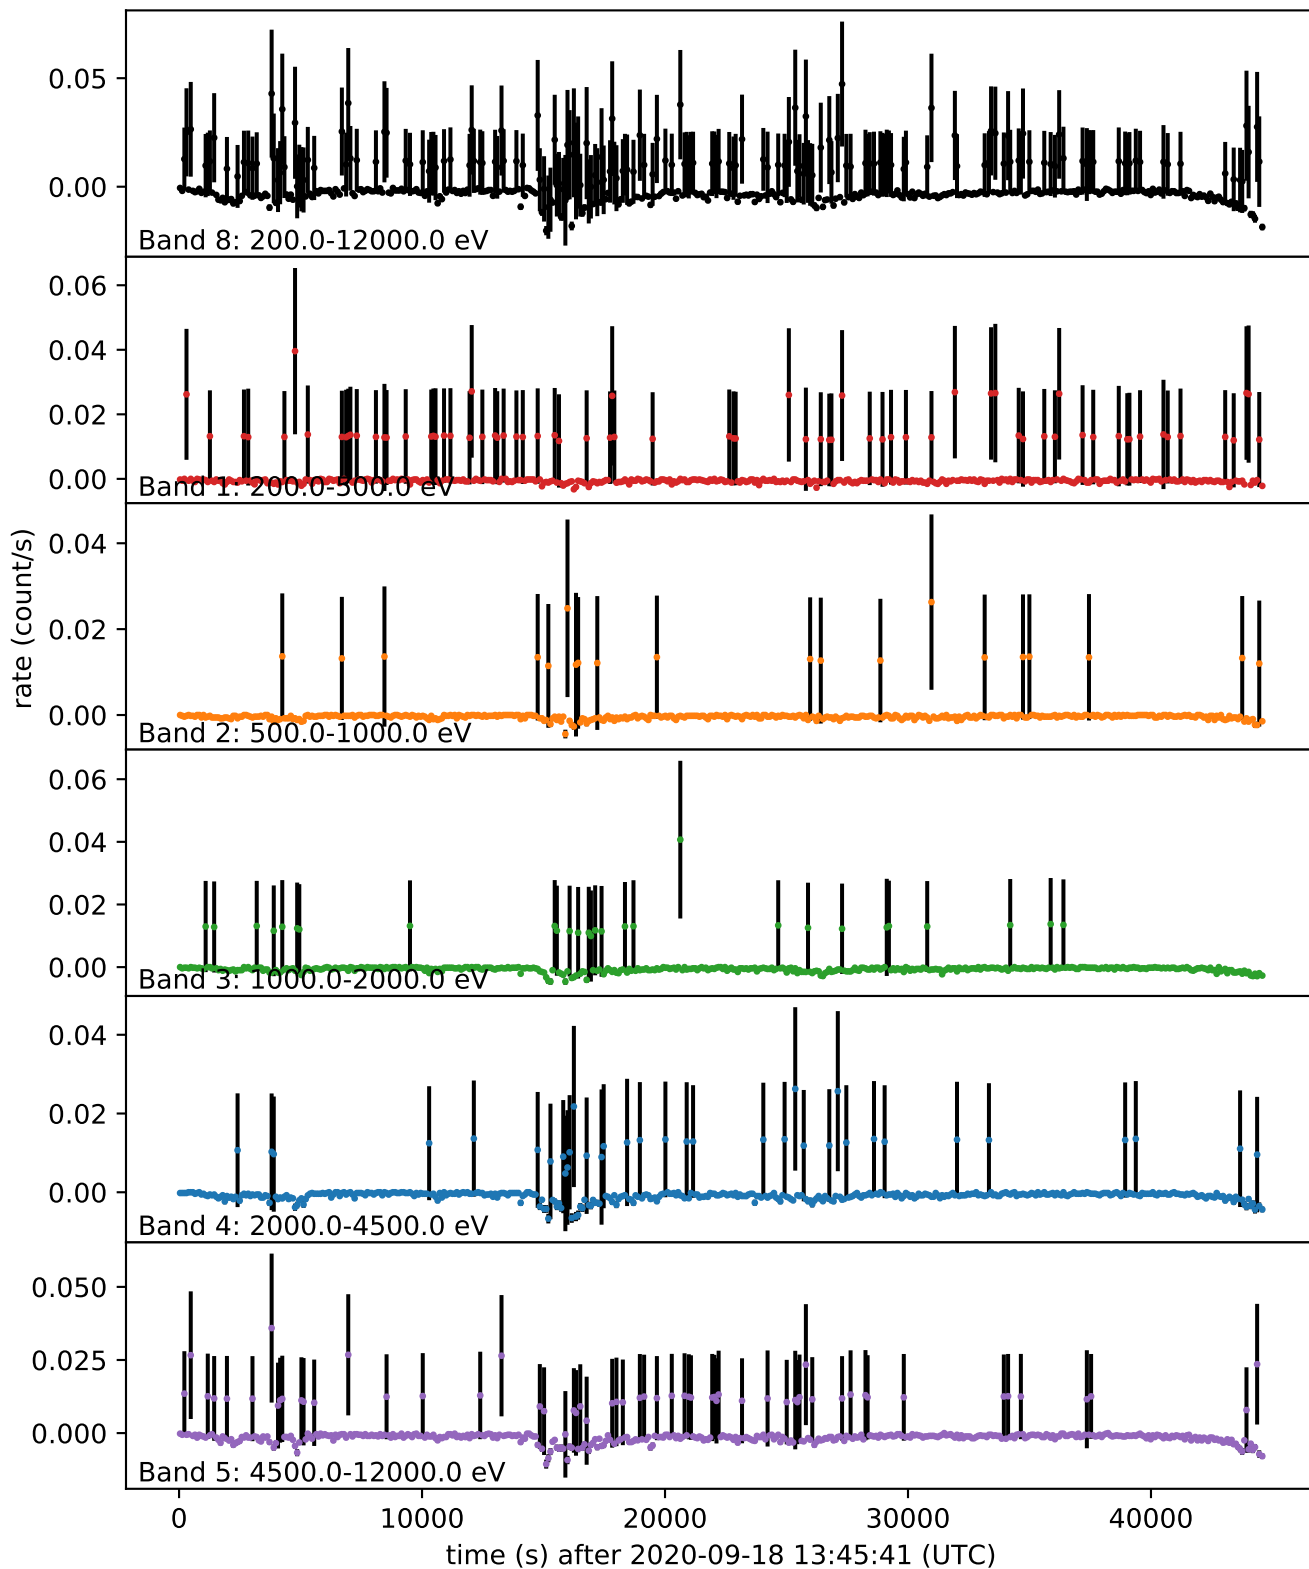 0.05
0.00
Band 8: 200.0-12000.0 eV
0.06
0.04
0.02
0.00
Band 1: 200.0-500.0 eV
rate (count/s)
0.04
0.02
0.00
Band 2: 500.0-1000.0 eV
0.06
0.04
0.02
0.00
Band 3: 1000.0-2000.0 eV
0.04
0.02
0.00
Band 4: 2000.0-4500.0 eV
0.050
0.025
0.000
Band 5: 4500.0-12000.0 eV
0 10000 20000 30000 40000
time (s) after 2020-09-18 13:45:41 (UTC)